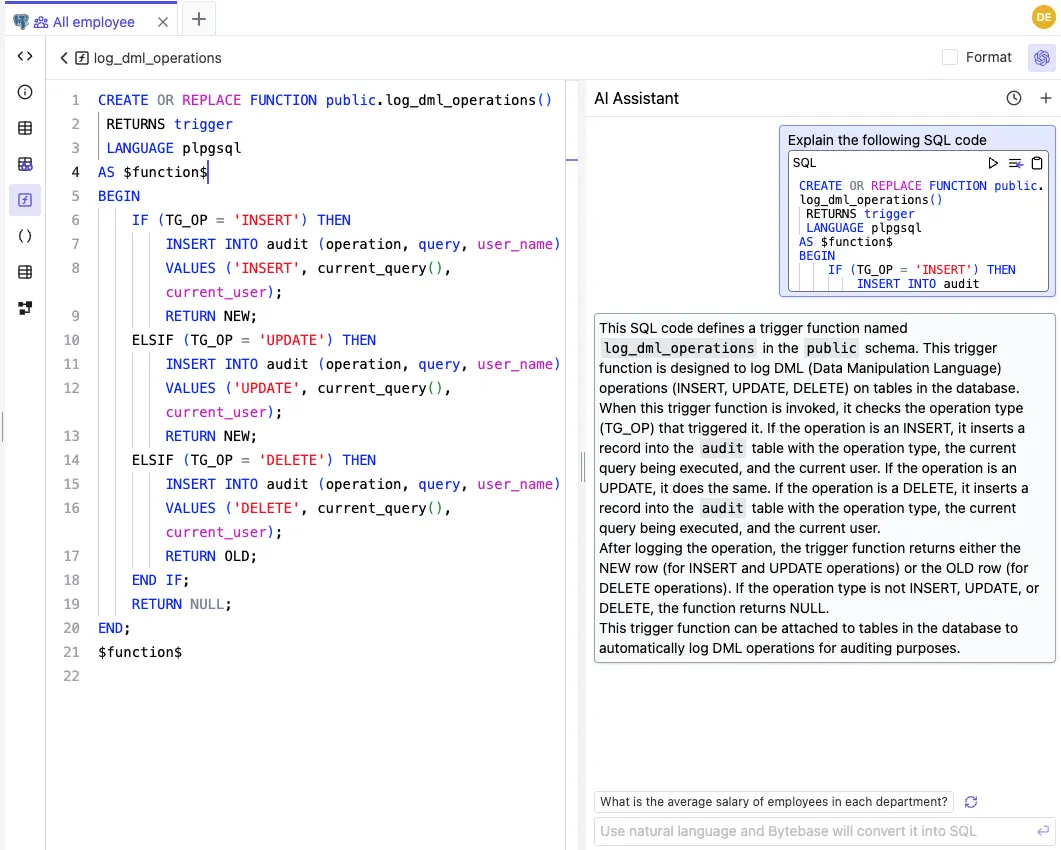 All employee
DE
log_dml_operations
Format
1 CREATE OR REPLACE FUNCTION public.log_dml_operations()
2 RETURNS trigger
3 LANGUAGE plpgsql
4 AS $function$
5 BEGIN
6 IF (TG_OP = 'INSERT') THEN
7 INSERT INTO audit (operation, query, user_name)
8 VALUES ('INSERT', current_query(),
current_user);
9 RETURN NEW;
10 ELSIF (TG_OP = 'UPDATE') THEN
11 INSERT INTO audit (operation, query, user_name)
12 VALUES ('UPDATE', current_query(),
current_user);
13 RETURN NEW;
14 ELSIF (TG_OP = 'DELETE') THEN
15 INSERT INTO audit (operation, query, user_name)
16 VALUES ('DELETE', current_query(),
current_user);
17 RETURN OLD;
18 END IF;
19 RETURN NULL;
20 END;
21 $function$
22
AI Assistant
Explain the following SQL code
SQL
CREATE OR REPLACE FUNCTION public.
log_dml_operations()
RETURNS trigger
LANGUAGE plpgsql
AS $function$
BEGIN
IF (TG_OP = 'INSERT') THEN
INSERT INTO audit
This SQL code defines a trigger function named
log_dml_operations in the public schema. This trigger
function is designed to log DML (Data Manipulation Language)
operations (INSERT, UPDATE, DELETE) on tables in the database.
When this trigger function is invoked, it checks the operation type
(TG_OP) that triggered it. If the operation is an INSERT, it inserts a
record into the audit table with the operation type, the current
query being executed, and the current user. If the operation is an
UPDATE, it does the same. If the operation is a DELETE, it inserts a
record into the audit table with the operation type, the current
query being executed, and the current user.
After logging the operation, the trigger function returns either the
NEW row (for INSERT and UPDATE operations) or the OLD row (for
DELETE operations). If the operation type is not INSERT, UPDATE, or
DELETE, the function returns NULL.
This trigger function can be attached to tables in the database to
automatically log DML operations for auditing purposes.
What is the average salary of employees in each department?
Use natural language and Bytebase will convert it into SQL